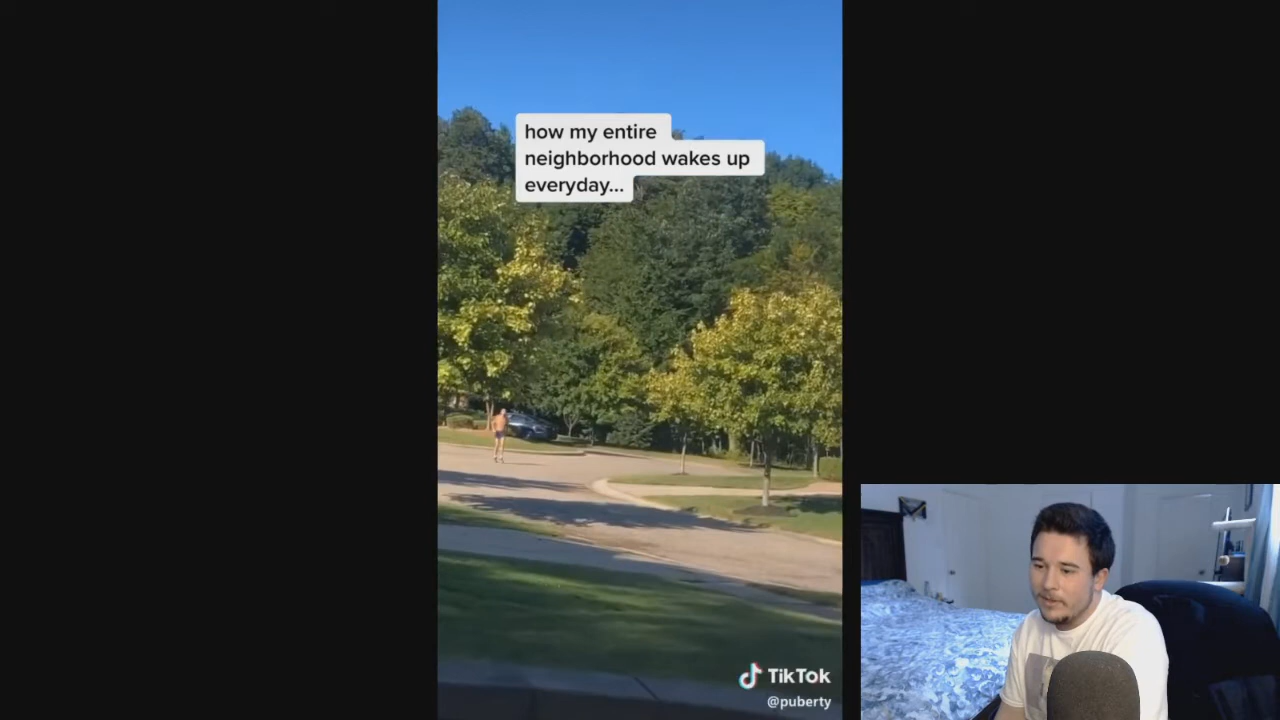 how my entire
neighborhood wakes up
everyday...
TikTok
@puberty